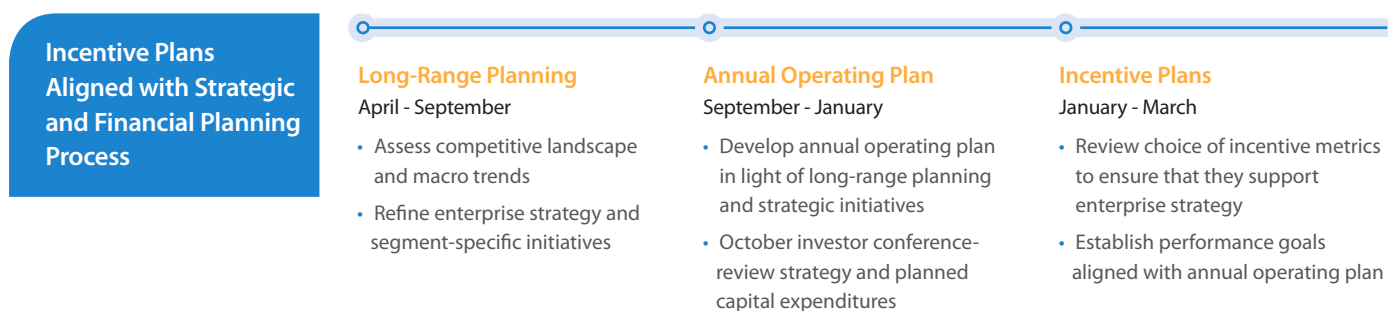 Incentive Plans
Aligned with Strategic
and Financial Planning
Process
Long-Range Planning
April - September
• Assess competitive landscape
and macro trends
• Refine enterprise strategy and
segment-specific initiatives
Annual Operating Plan
September - January
• Develop annual operating plan
in light of long-range planning
and strategic initiatives
• October investor conference-
review strategy and planned
capital expenditures
Incentive Plans
January - March
• Review choice of incentive metrics
to ensure that they support
enterprise strategy
• Establish performance goals
aligned with annual operating plan